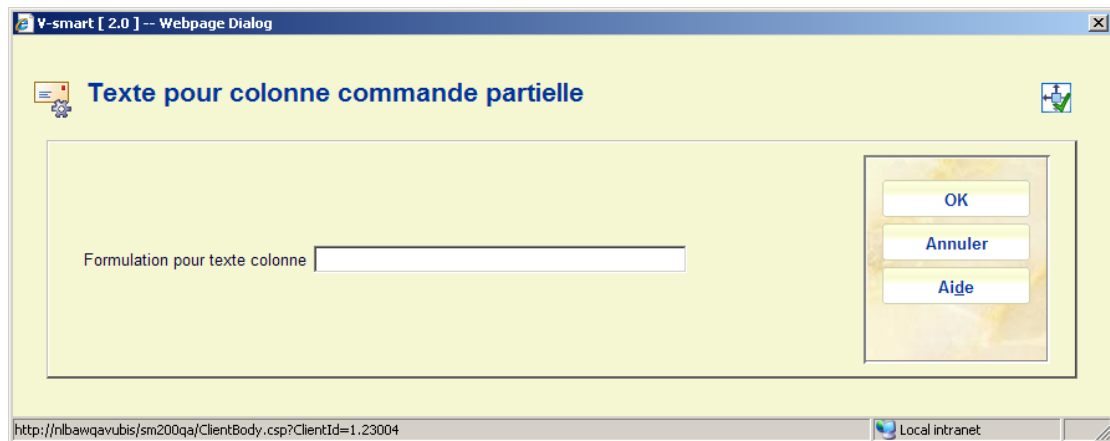 V-smart [ 2.0 ] -- Webpage Dialog
Texte pour colonne commande partielle
OK
Formulation pour texte colonne
Annuler
Aide
http://nlbawqavubis/sm200qa/ClientBody.csp?ClientId=1.23004
Local intranet